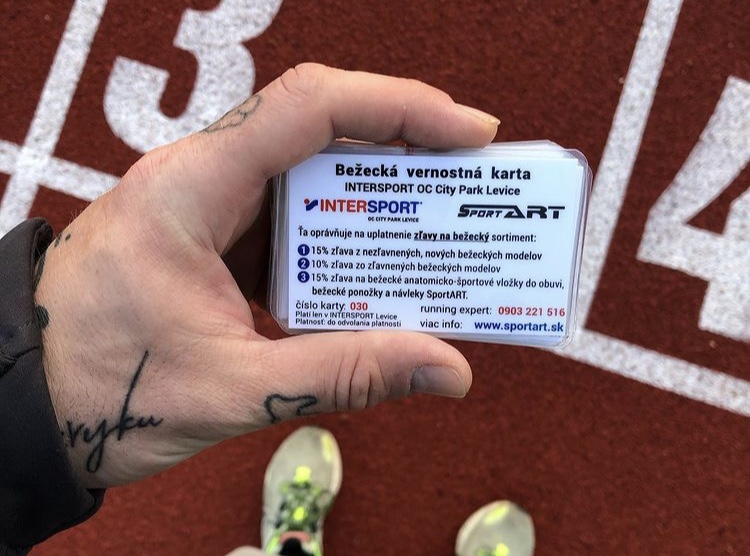 3
4
Bežecká vernostná karta
INTERSPORT OC City Park Levice
INTERSPORT
OC CITY PARK LEVICE
SPORT ART
Ťa oprávňuje na uplatnenie zľavy na bežecký sortiment:
1 15% zľava z nezľavnených, nových bežeckých modelov
2 10% zľava zo zľavnených bežeckých modelov
3 15% zľava na bežecké anatomicko-športové vložky do obuvi,
bežecké ponožky a návleky SportART.
číslo karty: 030
Platí len v INTERSPORT Levice
Platnosť: do odvolania platnosti
running expert: 0903 221 516
viac info: www.sportart.sk
vyku